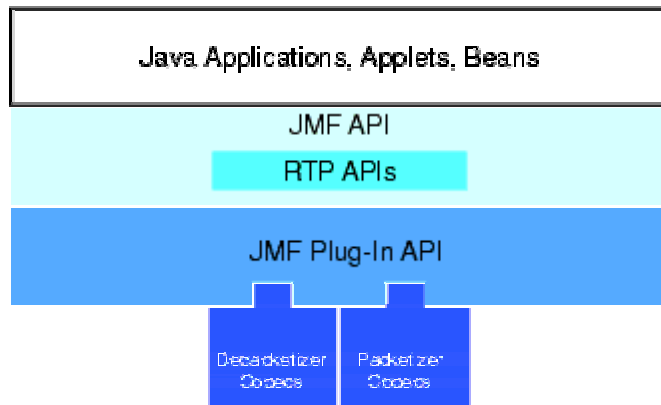 Java Applications, Applets, Beans
JMF API
RTP APIs
JMF Plug-In API
Depacketizer
Codecs
Packetizer
Codecs